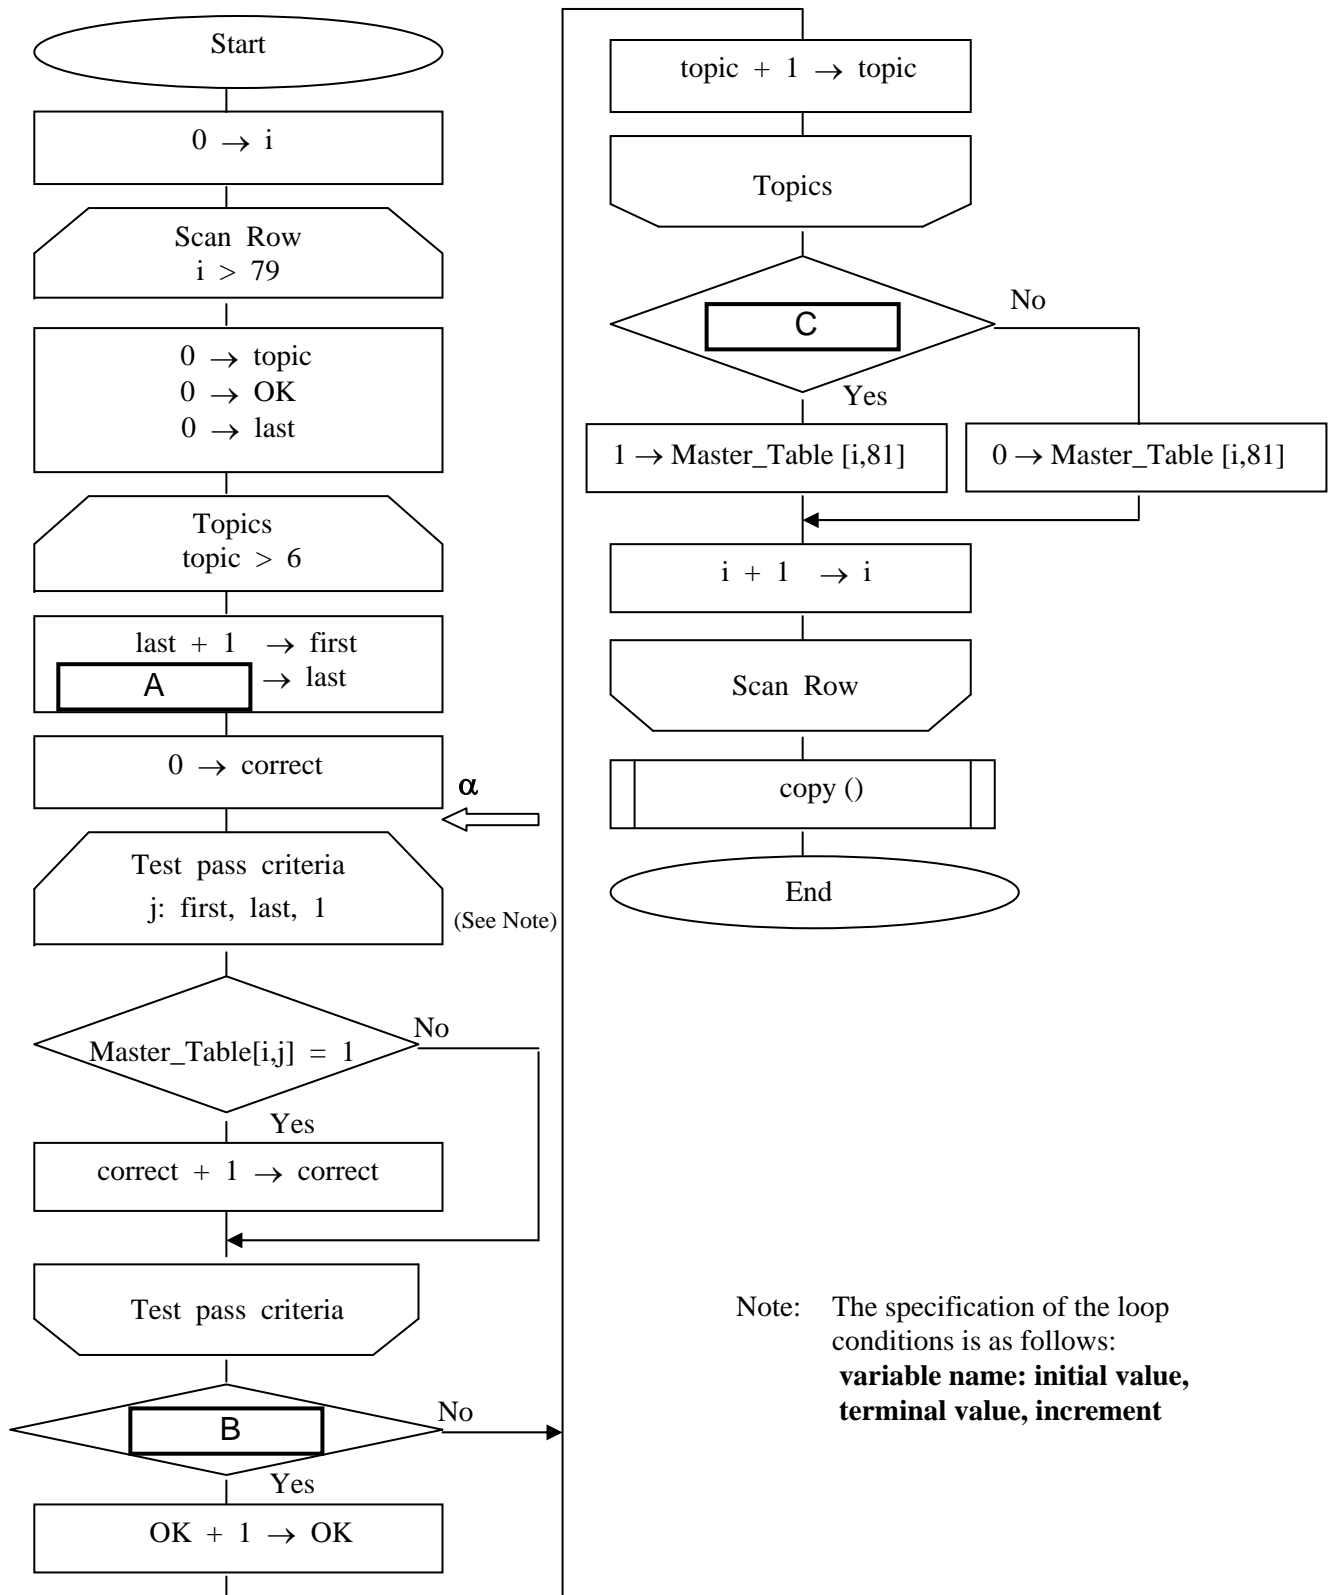 Start
0 → i
Scan Row
i > 79
0 → topic
0 → OK
0 → last
Topics
topic > 6
last + 1 → first
A → last
0 → correct
α
Test pass criteria
j: first, last, 1
(See Note)
Master_Table[i,j] = 1
No
Yes
correct + 1 → correct
Test pass criteria
B
No
Yes
OK + 1 → OK
topic + 1 → topic
Topics
C
No
Yes
1 → Master_Table [i,81]
0 → Master_Table [i,81]
i + 1 → i
Scan Row
copy ()
End
Note: The specification of the loop
conditions is as follows:
variable name: initial value,
terminal value, increment